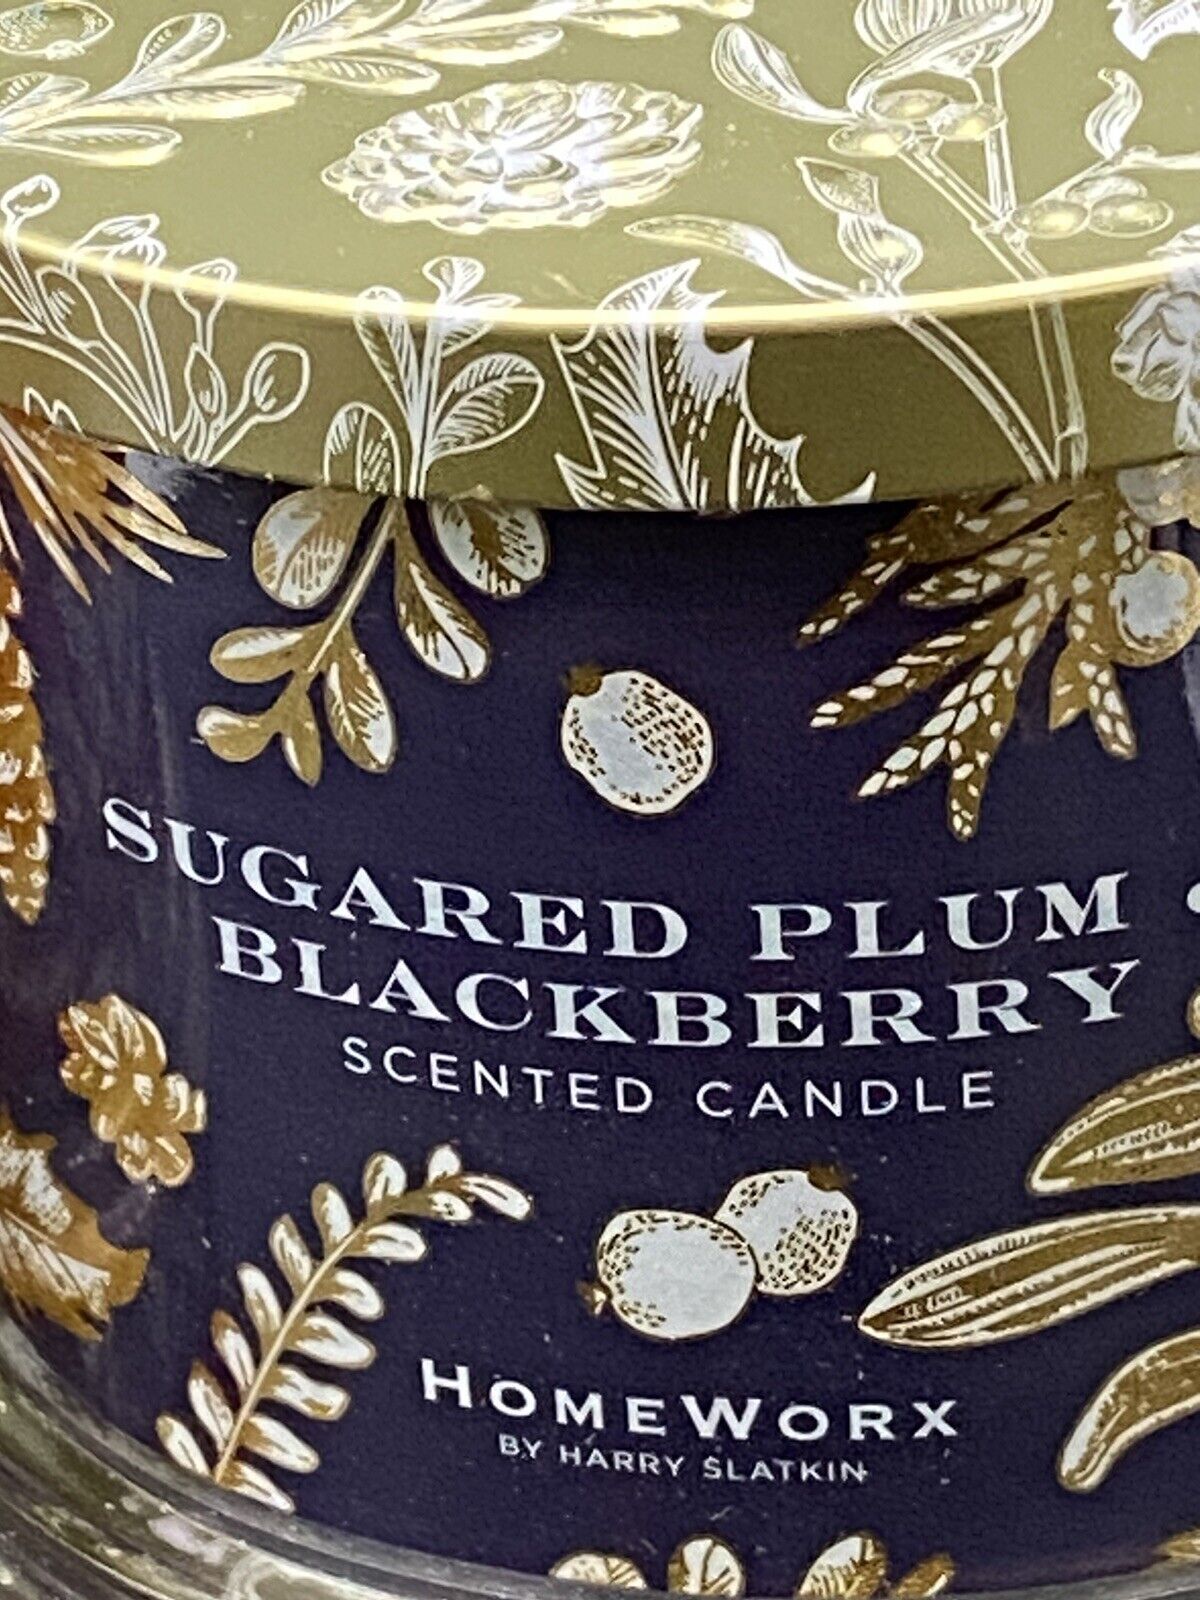 SUGARED PLUM
BLACKBERRY
SCENTED CANDLE
HOMEWORX
BY HARRY SLATKIN